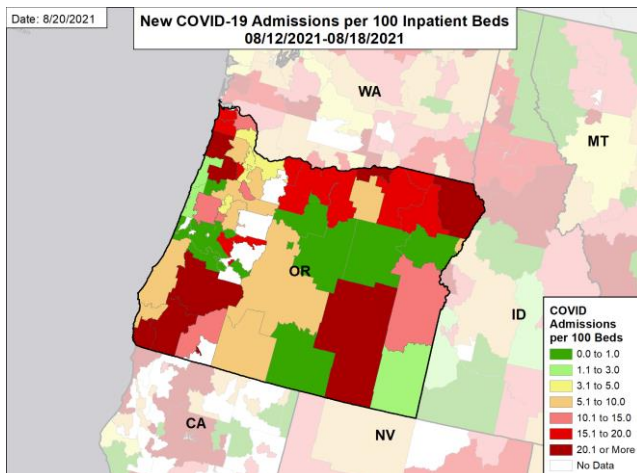 Date: 8/20/2021
New COVID-19 Admissions per 100 Inpatient Beds
08/12/2021-08/18/2021
WA
MT
OR
ID
CA
NV
COVID
Admissions
per 100 Beds
0.0 to 1.0
1.1 to 3.0
3.1 to 5.0
5.1 to 10.0
10.1 to 15.0
15.1 to 20.0
20.1 or More
No Data